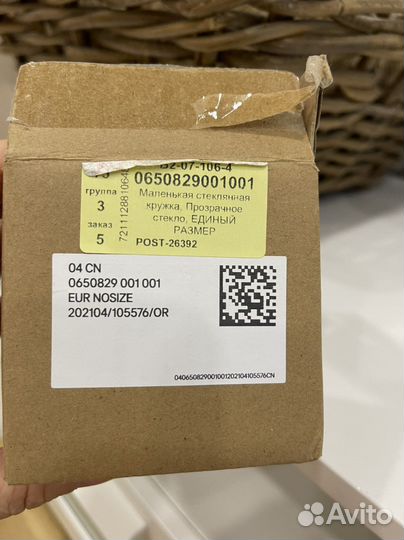 B2-07-106-4
0650829001001
группа
3
заказ
5
Маленькая стеклянная
кружка, Прозрачное
стекло, ЕДИНЫЙ
РАЗМЕР
POST-26392
04 CN
0650829 001 001
EUR NOSIZE
202104/105576/OR
040650829001001202104105576CN
Avito